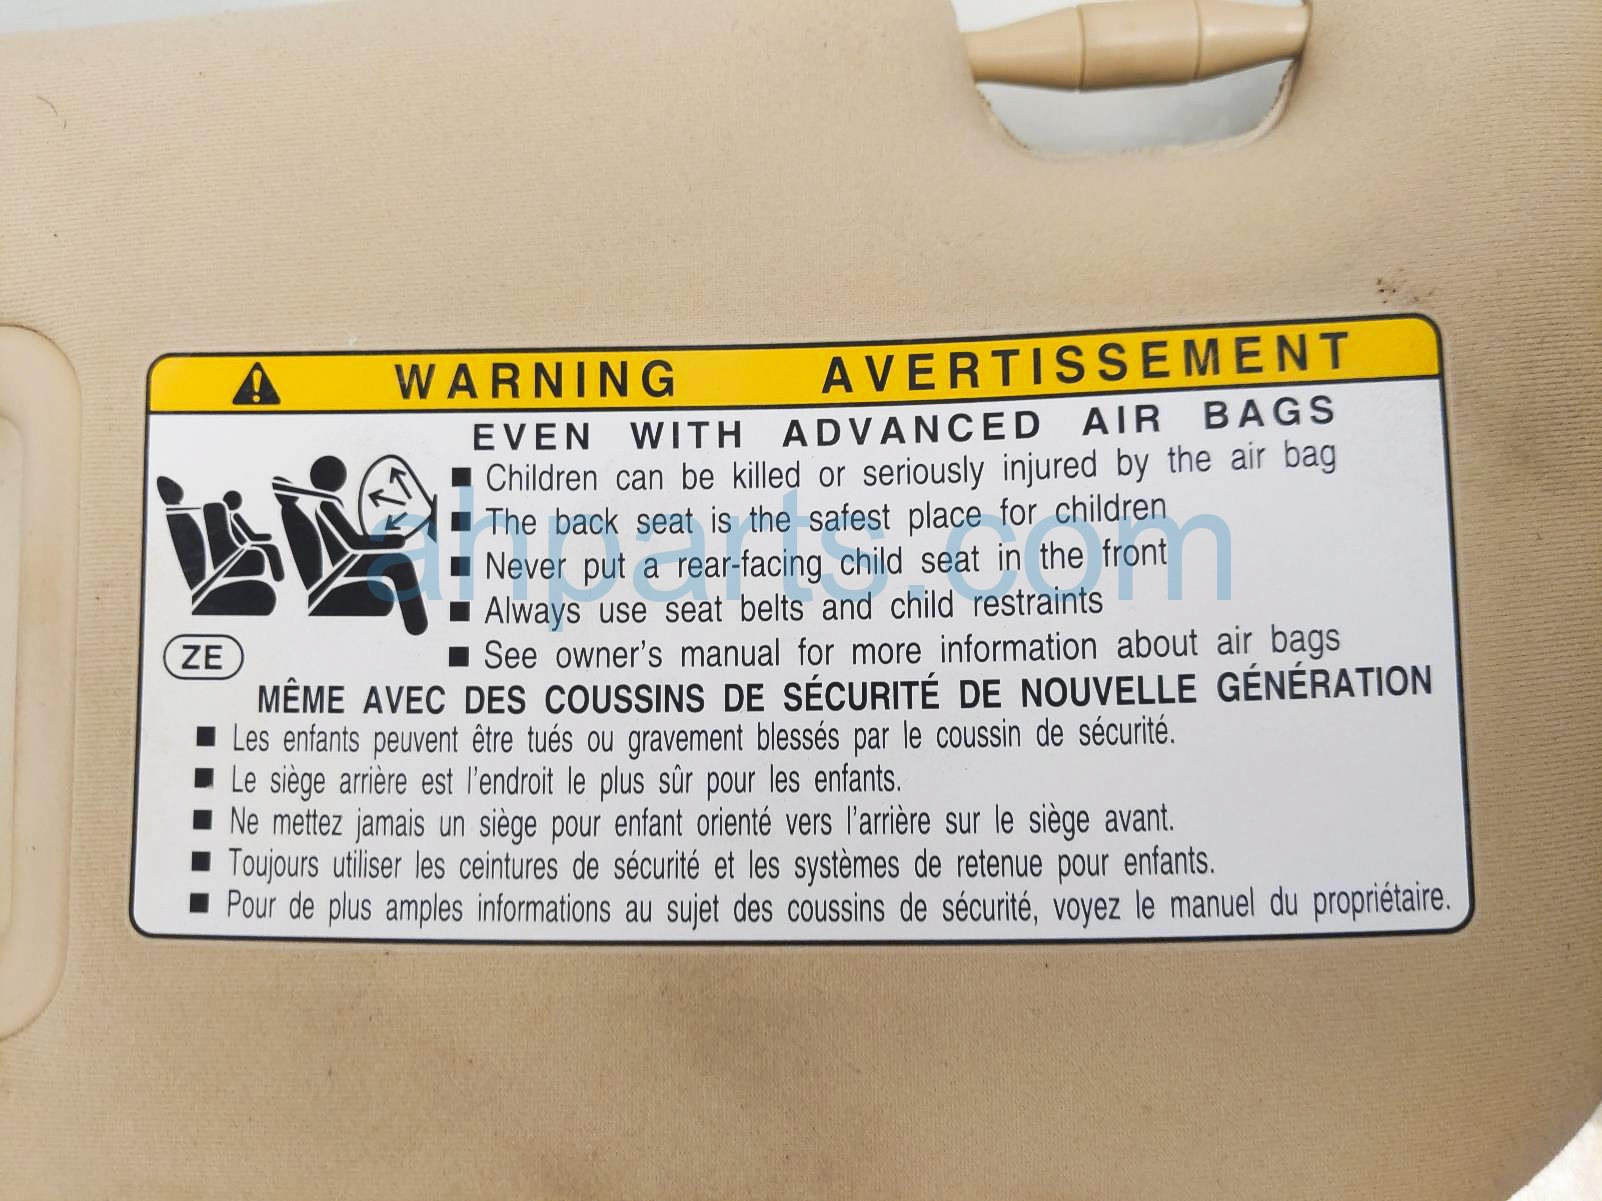 WARNING AVERTISSEMENT
EVEN WITH ADVANCED AIR BAGS
■ Children can be killed or seriously injured by the air bag
■ The back seat is the safest place for children
■ Never put a rear-facing child seat in the front
■ Always use seat belts and child restraints
■ See owner's manual for more information about air bags
ZE
MÊME AVEC DES COUSSINS DE SÉCURITÉ DE NOUVELLE GÉNÉRATION
■ Les enfants peuvent être tués ou gravement blessés par le coussin de sécurité.
■ Le siège arrière est l'endroit le plus sûr pour les enfants.
■ Ne mettez jamais un siège pour enfant orienté vers l'arrière sur le siège avant.
■ Toujours utiliser les ceintures de sécurité et les systèmes de retenue pour enfants.
■ Pour de plus amples informations au sujet des coussins de sécurité, voyez le manuel du propriétaire.
ahparts.com